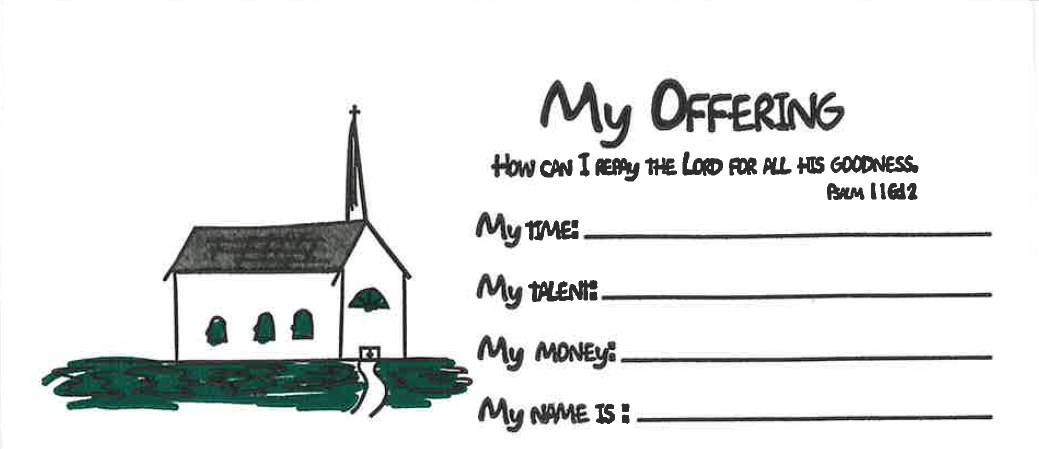 My Offering
How can I repay the Lord for all His goodness.
Psalm 116:12
My time:
My talent:
My money:
My name is :